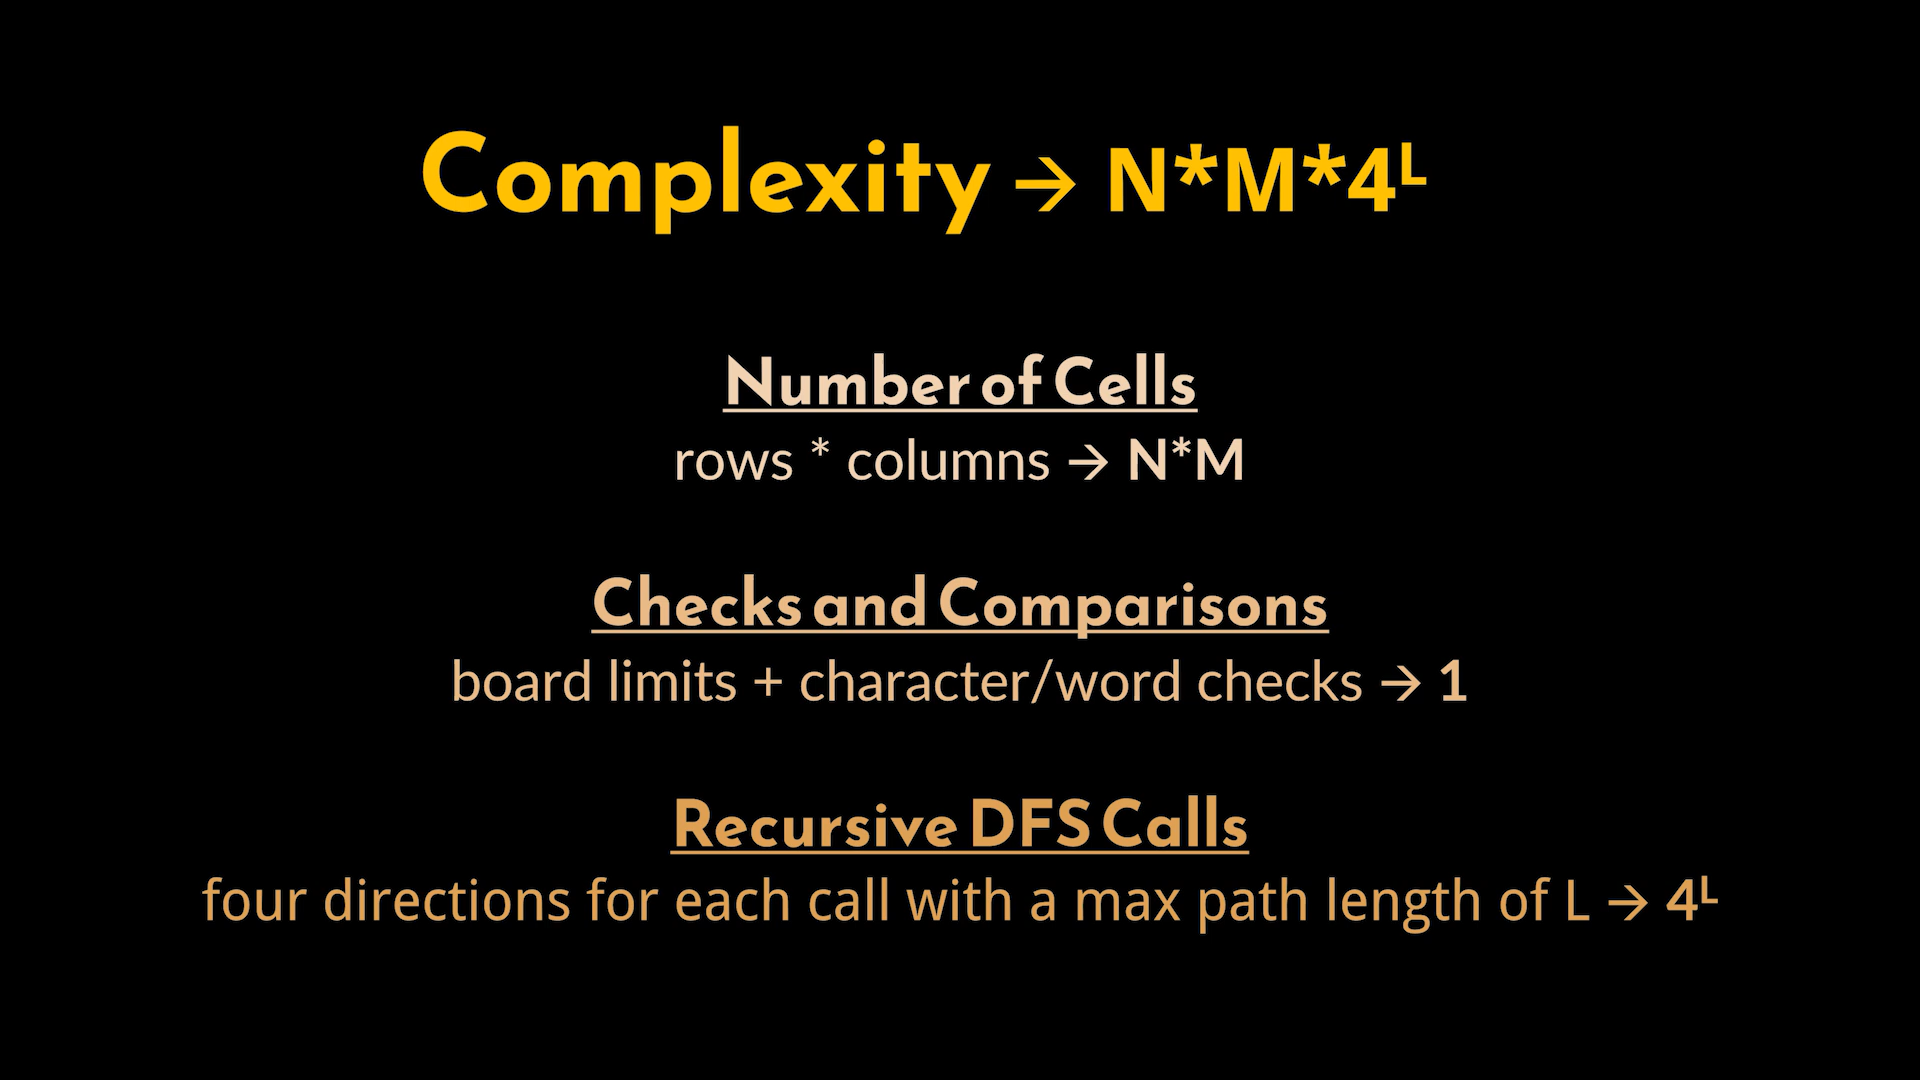 Complexity → N*M*4ᴸ
Number of Cells
rows * columns → N*M
Checks and Comparisons
board limits + character/word checks → 1
Recursive DFS Calls
four directions for each call with a max path length of L → 4ᴸ